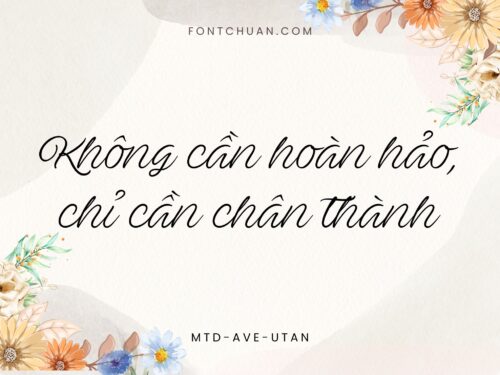 FONTCHUAN.COM
Không cần hoàn hảo,
chỉ cần chân thành
MTD-AVE-UTAN